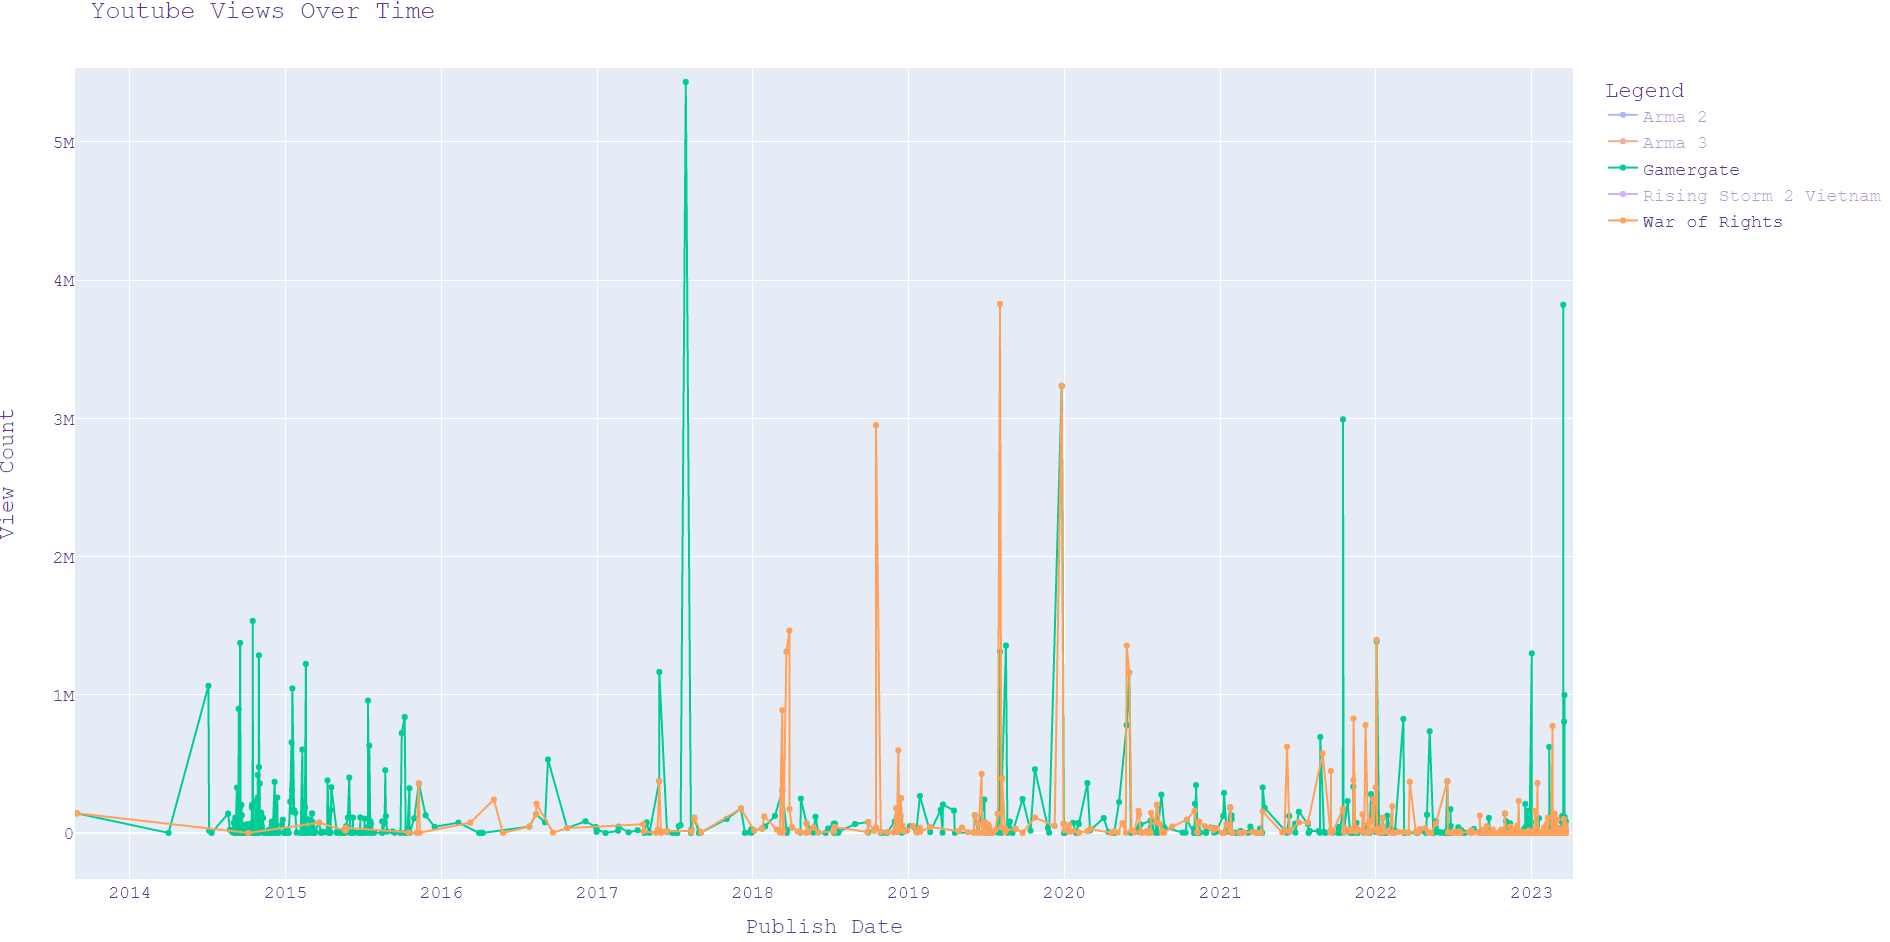 Youtube Views Over Time
Legend
Arma 2
Arma 3
Gamergate
Rising Storm 2 Vietnam
War of Rights
View Count
5M
4M
3M
2M
1M
0
2014 2015 2016 2017 2018 2019 2020 2021 2022 2023
Publish Date